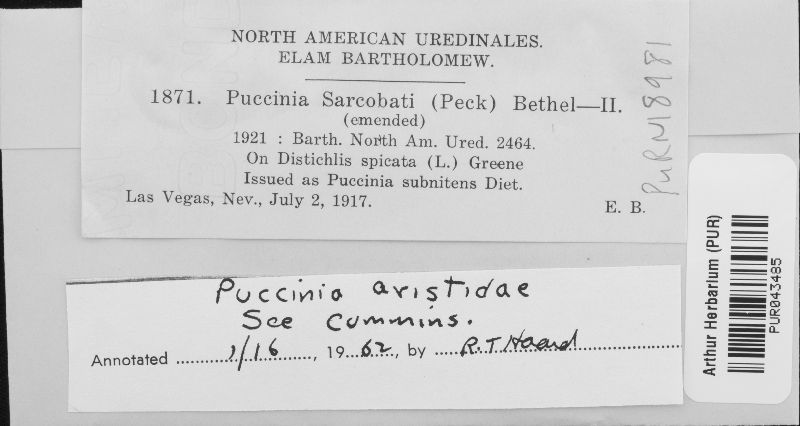 NORTH AMERICAN UREDINALES.
ELAM BARTHOLOMEW.
1871. Puccinia Sarcobati (Peck) Bethel—II.
(emended)
1921 : Barth. North Am. Ured. 2464.
On Distichlis spicata (L.) Greene
Issued as Puccinia subnitens Diet.
Las Vegas, Nev., July 2, 1917.
E. B.
PURN18981
Puccinia aristidae
See Cummins.
Annotated 1/16, 1962, by R.T.
Arthur Herbarium (PUR)
PUR043485